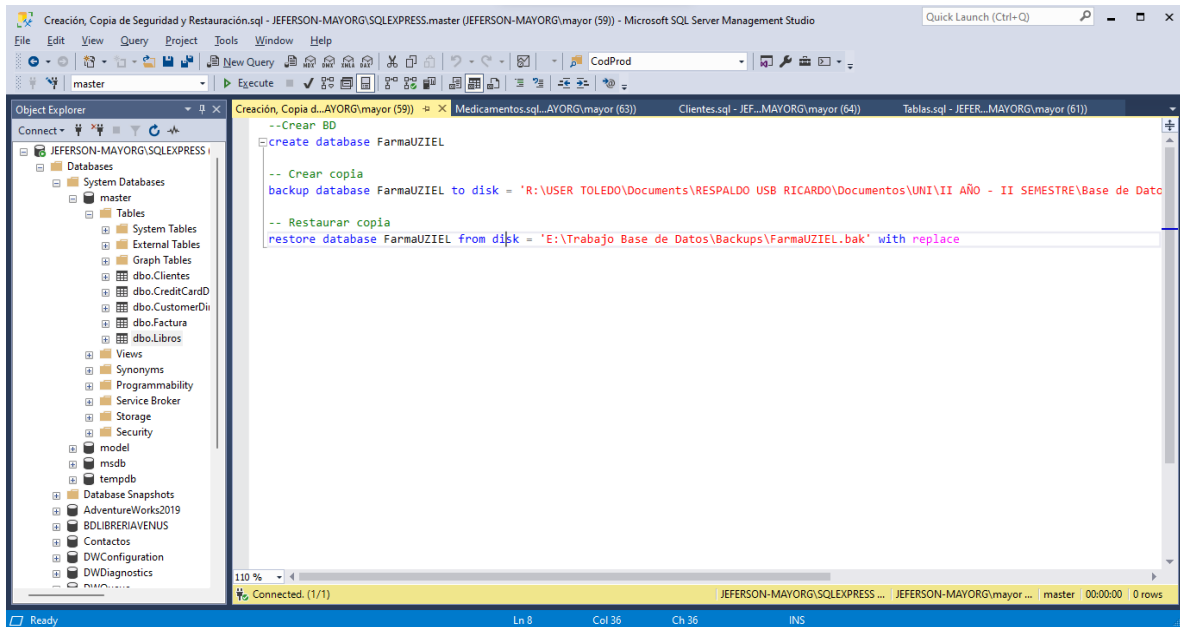 Creación, Copia de Seguridad y Restauración.sql - JEFERSON-MAYORG\SQLEXPRESS.master (JEFERSON-MAYORG\mayor (59)) - Microsoft SQL Server Management Studio
Quick Launch (Ctrl+Q)
File Edit View Query Project Tools Window Help
New Query
CodProd
master
Execute
Object Explorer
Creación, Copia d...AYORG\mayor (59)) Medicamentos.sql...AYORG\mayor (63)) Clientes.sql - JEF...MAYORG\mayor (64)) Tablas.sql - JEFER...MAYORG\mayor (61))
Connect
JEFERSON-MAYORG\SQLEXPRESS (
Databases
System Databases
master
Tables
System Tables
External Tables
Graph Tables
dbo.Clientes
dbo.CreditCardD
dbo.CustomerDi
dbo.Factura
dbo.Libros
Views
Synonyms
Programmability
Service Broker
Storage
Security
model
msdb
tempdb
Database Snapshots
AdventureWorks2019
BDLIBRERIAVENUS
Contactos
DWConfiguration
DWDiagnostics
--Crear BD
create database FarmaUZIEL
-- Crear copia
backup database FarmaUZIEL to disk = 'R:\USER TOLEDO\Documents\RESPALDO USB RICARDO\Documentos\UNI\II AÑO - II SEMESTRE\Base de Dato
-- Restaurar copia
restore database FarmaUZIEL from disk = 'E:\Trabajo Base de Datos\Backups\FarmaUZIEL.bak' with replace
110 %
Connected. (1/1)
JEFERSON-MAYORG\SQLEXPRESS ... JEFERSON-MAYORG\mayor ... master 00:00:00 0 rows
Ready Ln 8 Col 36 Ch 36 INS